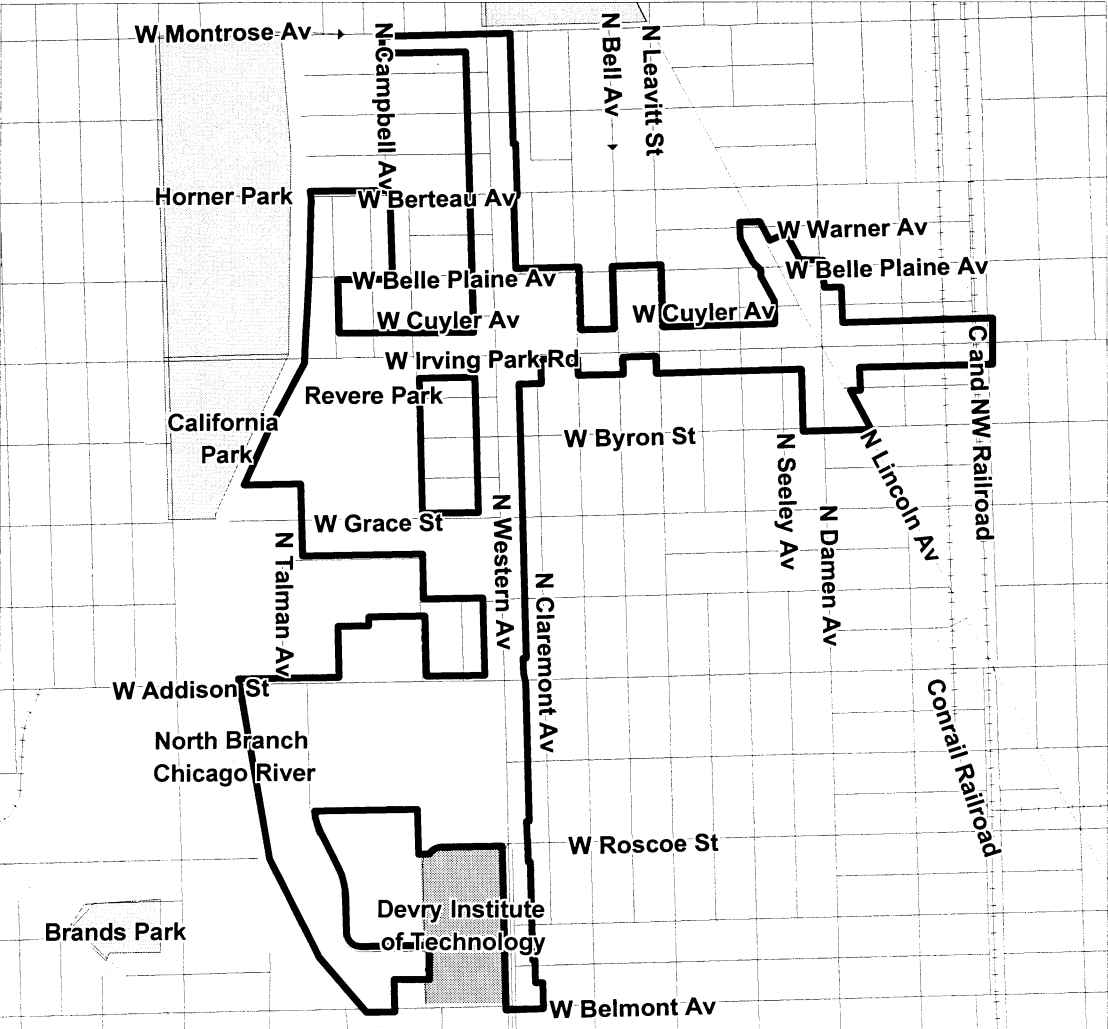 W Montrose Av
N Campbell Av
N Bell Av
N Leavitt St
Horner Park
W Berteau Av
W Warner Av
W Belle Plaine Av
W Belle Plaine Av
W Cuyler Av
W Cuyler Av
W Irving Park Rd
C and NW Railroad
Revere Park
California
Park
W Byron St
N Seeley Av
N Lincoln Av
W Grace St
N Western Av
N Damen Av
N Talman Av
N Claremont Av
W Addison St
Conrail Railroad
North Branch
Chicago River
W Roscoe St
Devry Institute
of Technology
Brands Park
W Belmont Av